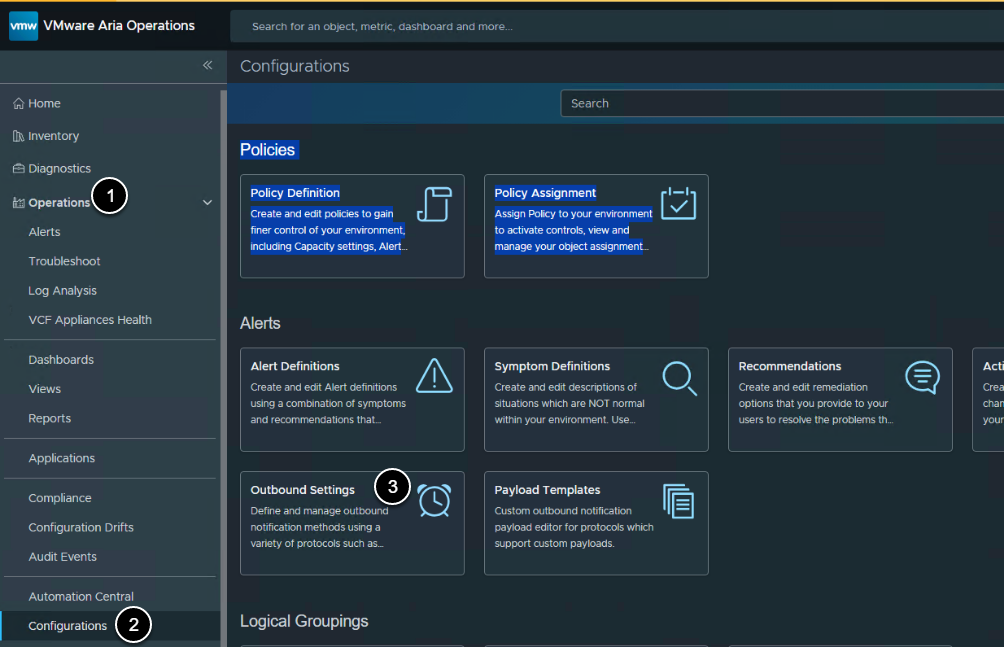 vmw VMware Aria Operations
Search for an object, metric, dashboard and more...
«
Configurations
Search
Home
Inventory
Diagnostics
Operations 1
Alerts
Troubleshoot
Log Analysis
VCF Appliances Health
Dashboards
Views
Reports
Applications
Compliance
Configuration Drifts
Audit Events
Automation Central
Configurations 2
Policies
Policy Definition
Create and edit policies to gain
finer control of your environment,
including Capacity settings, Alert...
Policy Assignment
Assign Policy to your environment
to activate controls, view and
manage your object assignment...
Alerts
Alert Definitions
Create and edit Alert definitions
using a combination of symptoms
and recommendations that...
Symptom Definitions
Create and edit descriptions of
situations which are NOT normal
within your environment. Use...
Recommendations
Create and edit remediation
options that you provide to your
users to resolve the problems th...
Acti
Crea
chan
your
Outbound Settings 3
Define and manage outbound
notification methods using a
variety of protocols such as...
Payload Templates
Custom outbound notification
payload editor for protocols which
support custom payloads.
Logical Groupings